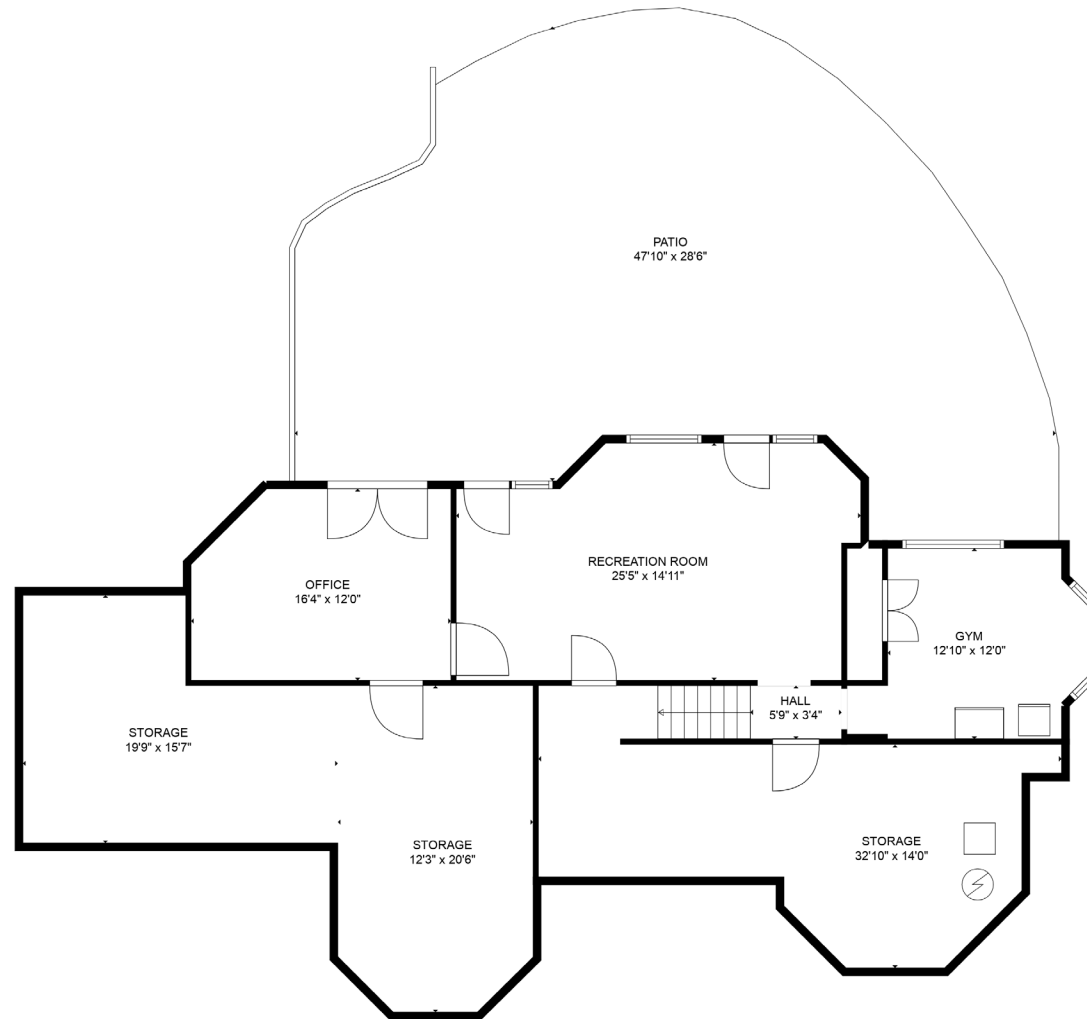 PATIO
47'10" x 28'6"
RECREATION ROOM
25'5" x 14'11"
OFFICE
16'4" x 12'0"
GYM
12'10" x 12'0"
HALL
5'9" x 3'4"
STORAGE
19'9" x 15'7"
STORAGE
12'3" x 20'6"
STORAGE
32'10" x 14'0"